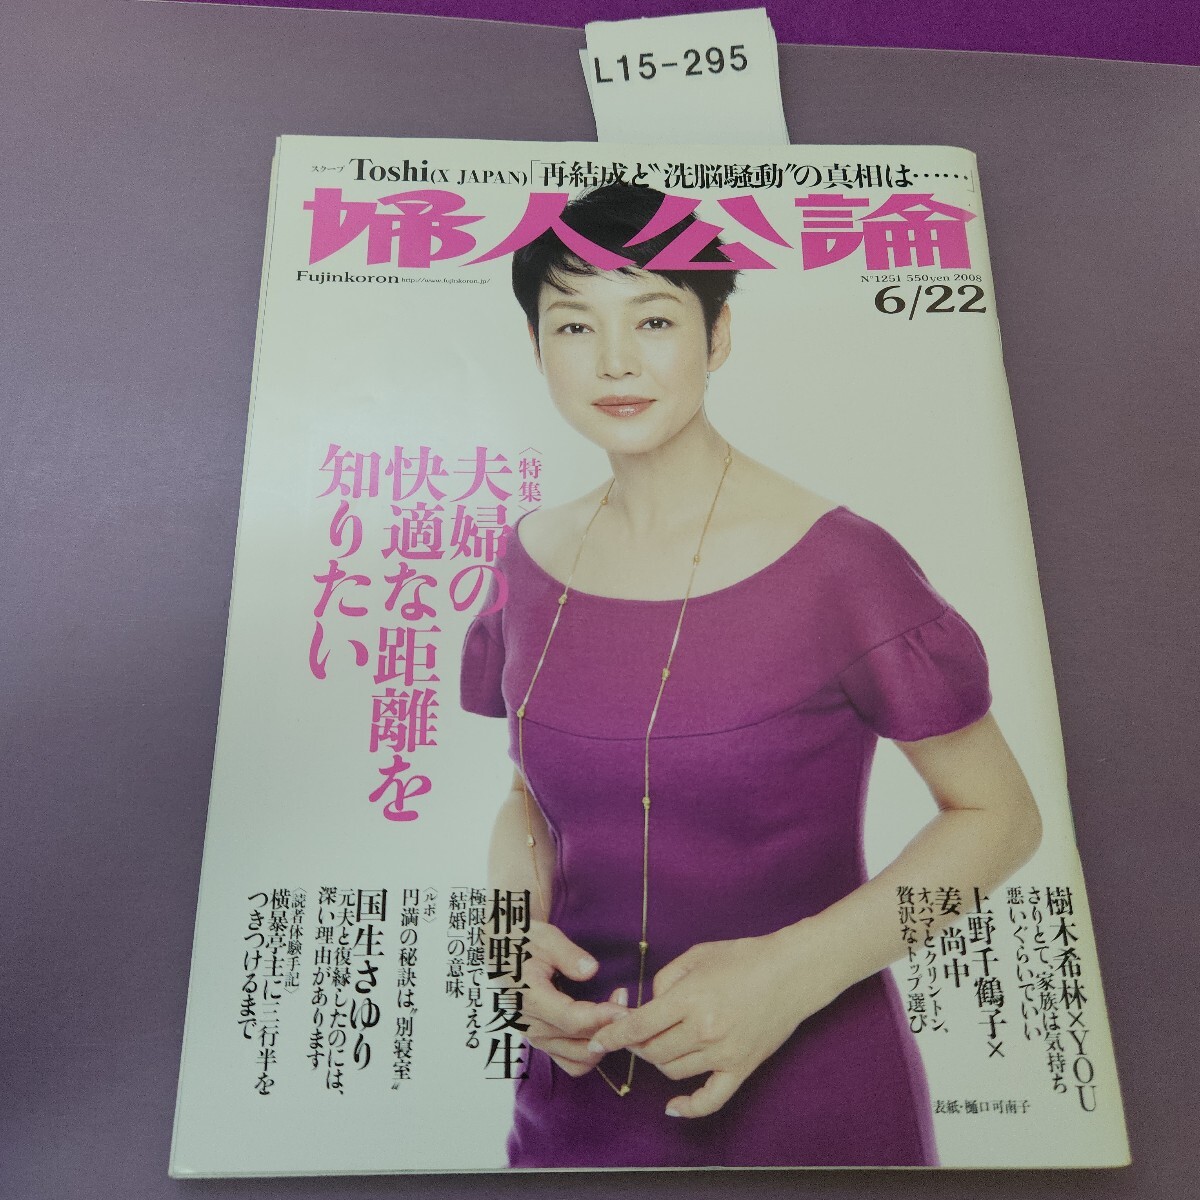 L15-295
スクープ Toshi(X JAPAN)「再結成と"洗脳騒動"の真相は……」
婦人公論
Fujinkoron http://www.fujinkoron.jp/
N°1251 550yen 2008
6/22
〈特集〉
夫婦の
快適な距離を
知りたい
樹木希林×YOU
さりとて、家族は気持ち
悪いぐらいでいい
上野千鶴子×
姜尚中
オバマとクリントン、
贅沢なトップ選び
桐野夏生
極限状態で見える
「結婚」の意味
〈ルポ〉
円満の秘訣は"別寝室"
国生さゆり
元夫と復縁したのには、
深い理由があります
〈読者体験手記〉
横暴亭主に三行半を
つきつけるまで
表紙・樋口可南子